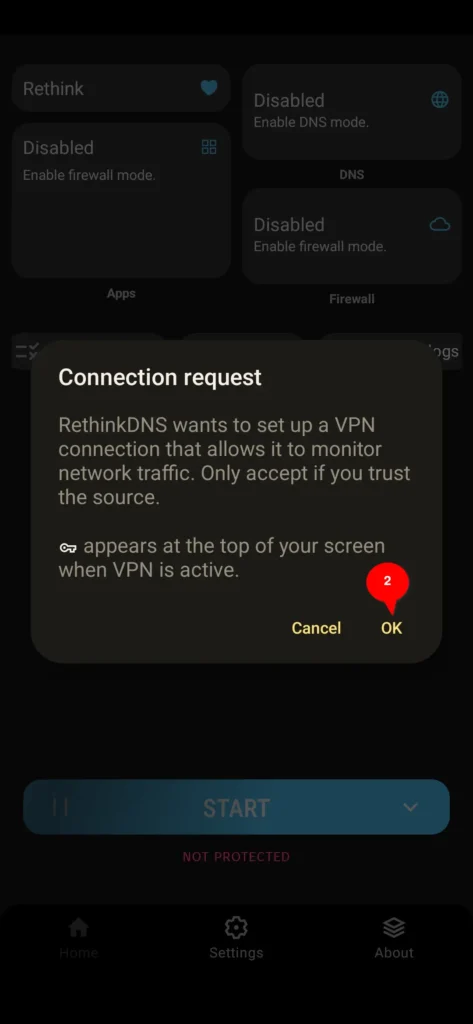 Rethink
Disabled
Enable firewall mode.
Apps
Disabled
Enable DNS mode.
DNS
Disabled
Enable firewall mode.
Firewall
ogs
Connection request
RethinkDNS wants to set up a VPN
connection that allows it to monitor
network traffic. Only accept if you trust
the source.
appears at the top of your screen
when VPN is active.
2
Cancel OK
START
NOT PROTECTED
Home Settings About